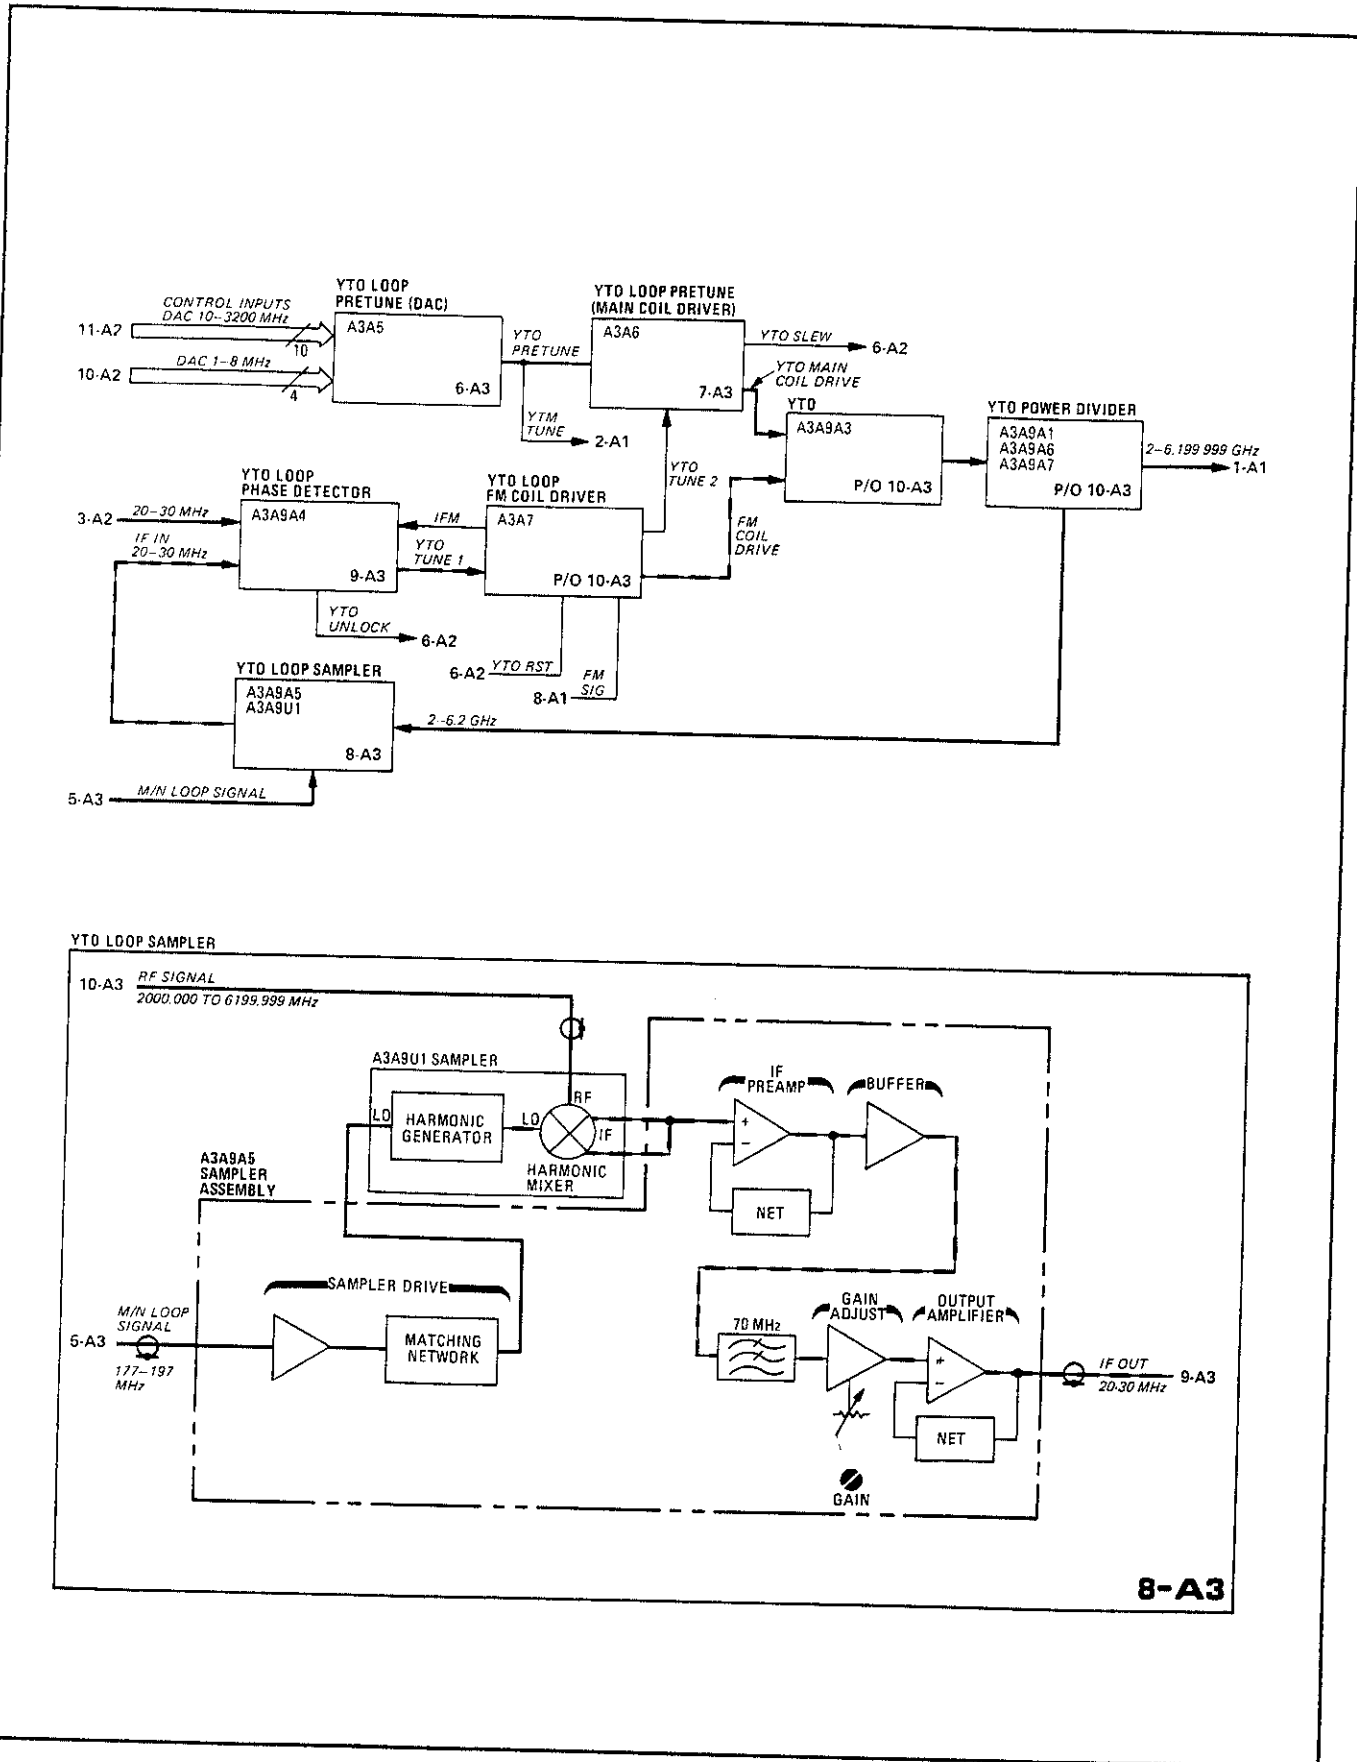 YTO LOOP
PRETUNE (DAC)
YTO LOOP PRETUNE
(MAIN COIL DRIVER)
CONTROL INPUTS
DAC 10-3200 MHz
11-A2
10
A3A5
6-A3
YTO
PRETUNE
A3A6
7-A3
YTO SLEW
6-A2
DAC 1-8 MHz
10-A2
4
YTM
TUNE
2-A1
YTO MAIN
COIL DRIVE
YTO
A3A9A3
P/O 10-A3
YTO POWER DIVIDER
A3A9A1
A3A9A6
A3A9A7
P/O 10-A3
2-6.199 999 GHz
1-A1
YTO LOOP
PHASE DETECTOR
YTO LOOP
FM COIL DRIVER
YTO
TUNE 2
3-A2
20-30 MHz
IF IN
20-30 MHz
A3A9A4
9-A3
IFM
YTO
TUNE 1
A3A7
P/O 10-A3
FM
COIL
DRIVE
YTO
UNLOCK
6-A2
6-A2
YTO RST
8-A1
FM
SIG
YTO LOOP SAMPLER
A3A9A5
A3A9U1
8-A3
2-6.2 GHz
5-A3
M/N LOOP SIGNAL
YTO LOOP SAMPLER
10-A3
RF SIGNAL
2000.000 TO 6199.999 MHz
A3A9U1 SAMPLER
LO
HARMONIC
GENERATOR
LO
RF
IF
HARMONIC
MIXER
IF
PREAMP
BUFFER
+
−
NET
A3A9A5
SAMPLER
ASSEMBLY
SAMPLER DRIVE
M/N LOOP
SIGNAL
5-A3
177-197
MHz
MATCHING
NETWORK
70 MHz
GAIN
ADJUST
OUTPUT
AMPLIFIER
+
−
NET
GAIN
IF OUT
20-30 MHz
9-A3
8-A3